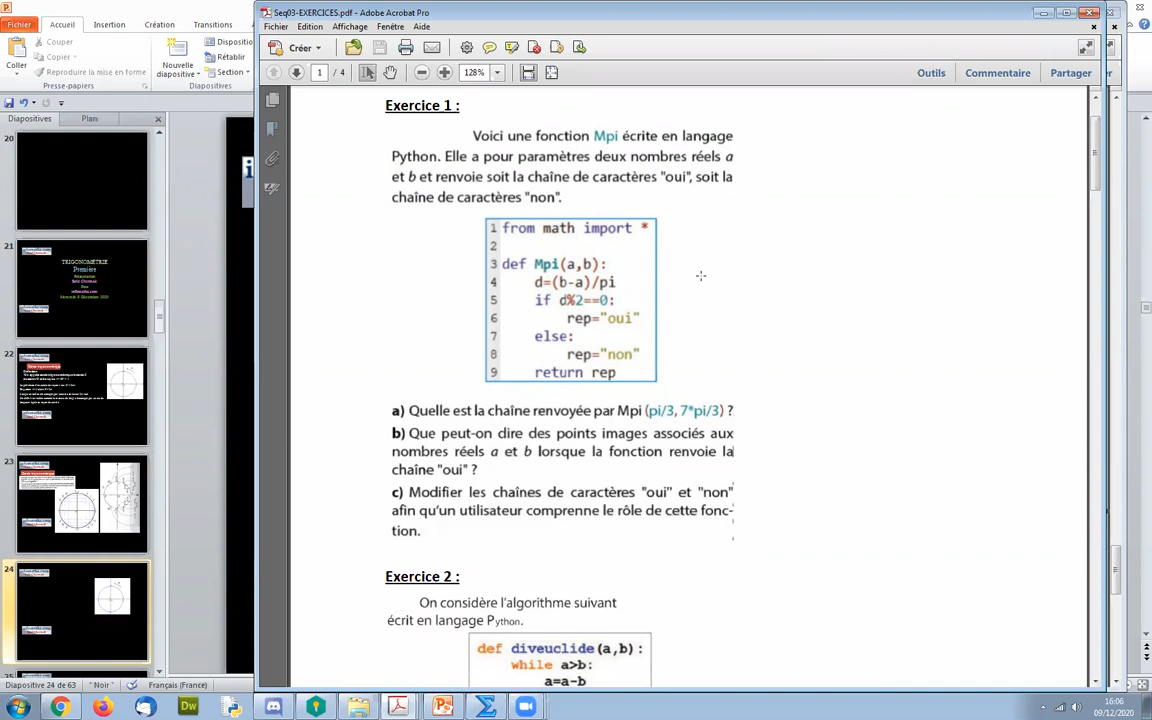 Seq03-EXERCICES.pdf - Adobe Acrobat Pro
Fichier Accueil Insertion Création Transitions
Fichier Edition Affichage Fenêtre Aide
Coller
Couper
Copier
Reproduire la mise en forme
Presse-papiers
Nouvelle
diapositive
Dispositio
Rétablir
Section
Diapositives
Créer
1 / 4
128%
Outils Commentaire Partager
Diapositives Plan
20
21
TRIGONOMÉTRIE
Première
22
23
24
25
Exercice 1 :
Voici une fonction Mpi écrite en langage
Python. Elle a pour paramètres deux nombres réels a
et b et renvoie soit la chaîne de caractères "oui", soit la
chaîne de caractères "non".
1 from math import *
2
3 def Mpi(a,b):
4 d=(b-a)/pi
5 if d%2==0:
6 rep="oui"
7 else:
8 rep="non"
9 return rep
a) Quelle est la chaîne renvoyée par Mpi (pi/3, 7*pi/3) ?
b) Que peut-on dire des points images associés aux
nombres réels a et b lorsque la fonction renvoie la
chaîne "oui" ?
c) Modifier les chaînes de caractères "oui" et "non"
afin qu'un utilisateur comprenne le rôle de cette fonc-
tion.
Exercice 2 :
On considère l'algorithme suivant
écrit en langage Python.
def diveuclide(a,b):
while a>b:
a=a-b
Diapositive 24 de 63 "Noir" Français (France)
Dw
16:06
09/12/2020